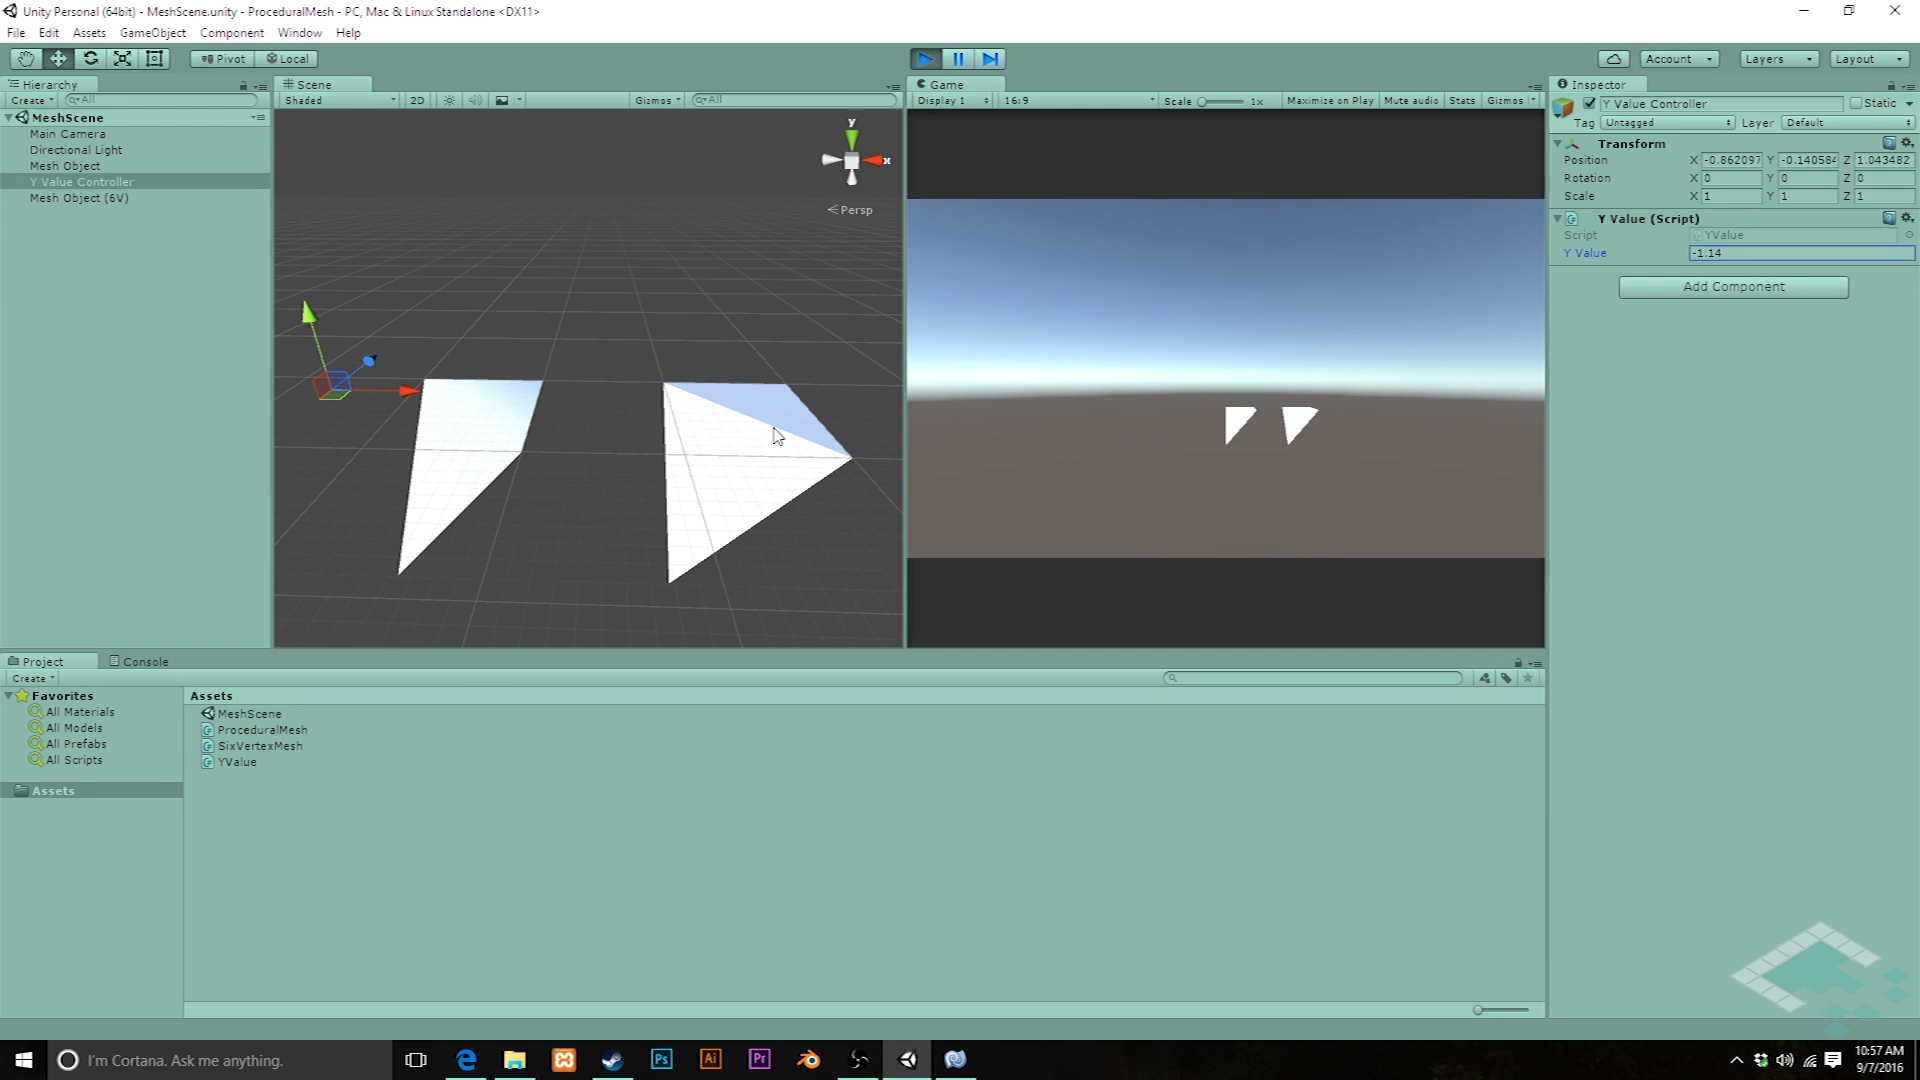 Unity Personal (64bit) - MeshScene.unity - ProceduralMesh - PC, Mac & Linux Standalone <DX11>
File Edit Assets GameObject Component Window Help
Pivot Local
Account Layers Layout
Hierarchy
Create All
MeshScene
Main Camera
Directional Light
Mesh Object
Y Value Controller
Mesh Object (6V)
Scene
Shaded 2D Gizmos All
y
x
Persp
Game
Display 1 16:9 Scale 1x Maximize on Play Mute audio Stats Gizmos
Inspector
Y Value Controller Static
Tag Untagged Layer Default
Transform
Position X -0.862097 Y -0.140584 Z 1.043482
Rotation X 0 Y 0 Z 0
Scale X 1 Y 1 Z 1
Y Value (Script)
Script YValue
Y Value -1.14
Add Component
Project Console
Create
Favorites
All Materials
All Models
All Prefabs
All Scripts
Assets
Assets
MeshScene
ProceduralMesh
SixVertexMesh
YValue
I'm Cortana. Ask me anything.
Ps Ai Pr
10:57 AM
9/7/2016